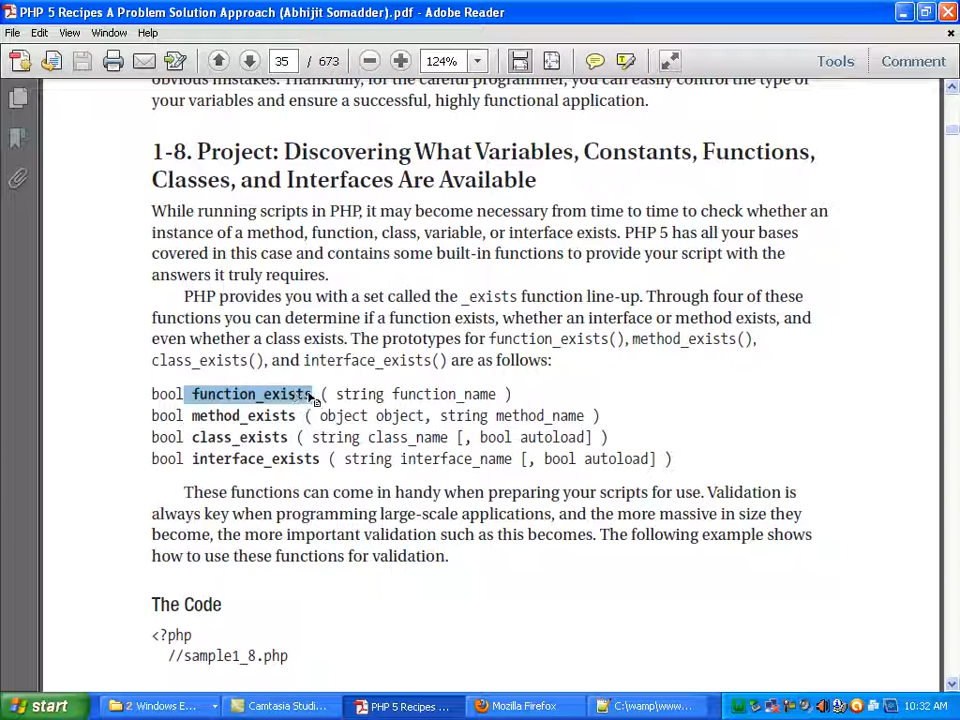 PHP 5 Recipes A Problem Solution Approach (Abhijit Somadder).pdf - Adobe Reader
File Edit View Window Help
35 / 673 124% Tools Comment
obvious mistakes. Thankfully, for the careful programmer, you can easily control the type of
your variables and ensure a successful, highly functional application.
1-8. Project: Discovering What Variables, Constants, Functions,
Classes, and Interfaces Are Available
While running scripts in PHP, it may become necessary from time to time to check whether an
instance of a method, function, class, variable, or interface exists. PHP 5 has all your bases
covered in this case and contains some built-in functions to provide your script with the
answers it truly requires.
PHP provides you with a set called the _exists function line-up. Through four of these
functions you can determine if a function exists, whether an interface or method exists, and
even whether a class exists. The prototypes for function_exists(), method_exists(),
class_exists(), and interface_exists() are as follows:
bool function_exists ( string function_name )
bool method_exists ( object object, string method_name )
bool class_exists ( string class_name [, bool autoload] )
bool interface_exists ( string interface_name [, bool autoload] )
These functions can come in handy when preparing your scripts for use. Validation is
always key when programming large-scale applications, and the more massive in size they
become, the more important validation such as this becomes. The following example shows
how to use these functions for validation.
The Code
<?php
//sample1_8.php
start 2 Windows E... Camtasia Studi... PHP 5 Recipes ... Mozilla Firefox C:\wamp\www... 10:32 AM